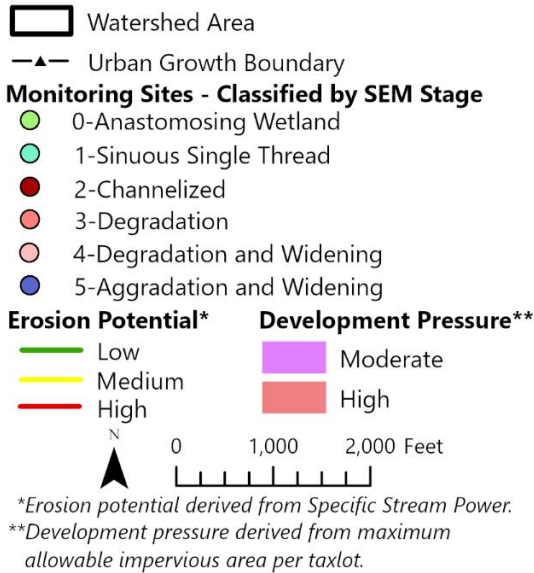 Watershed Area
Urban Growth Boundary
Monitoring Sites - Classified by SEM Stage
0-Anastomosing Wetland
1-Sinuous Single Thread
2-Channelized
3-Degradation
4-Degradation and Widening
5-Aggradation and Widening
Erosion Potential* Development Pressure**
Low
Moderate
Medium
High
High
N
0 1,000 2,000 Feet
*Erosion potential derived from Specific Stream Power.
**Development pressure derived from maximum
allowable impervious area per taxlot.